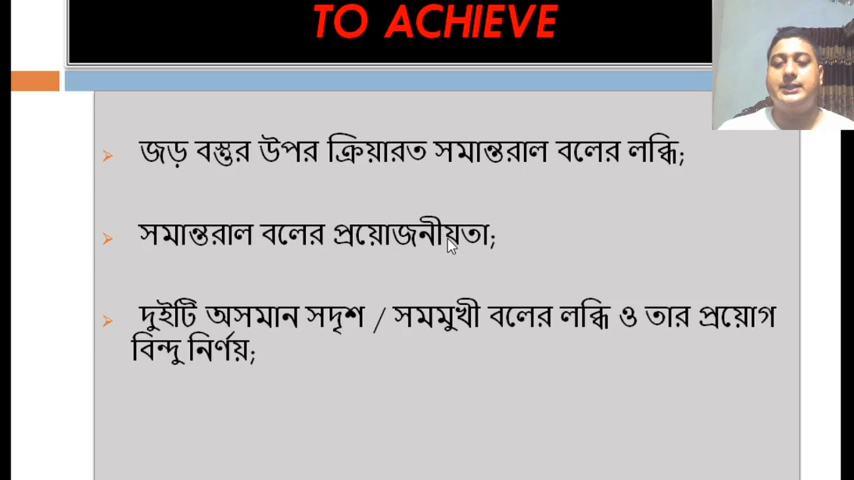 TO ACHIEVE
জড় বস্তুর উপর ক্রিয়ারত সমান্তরাল বলের লব্ধি;
সমান্তরাল বলের প্রয়োজনীয়তা;
দুইটি অসমান সদৃশ / সমমুখী বলের লব্ধি ও তার প্রয়োগ
বিন্দু নির্ণয়;